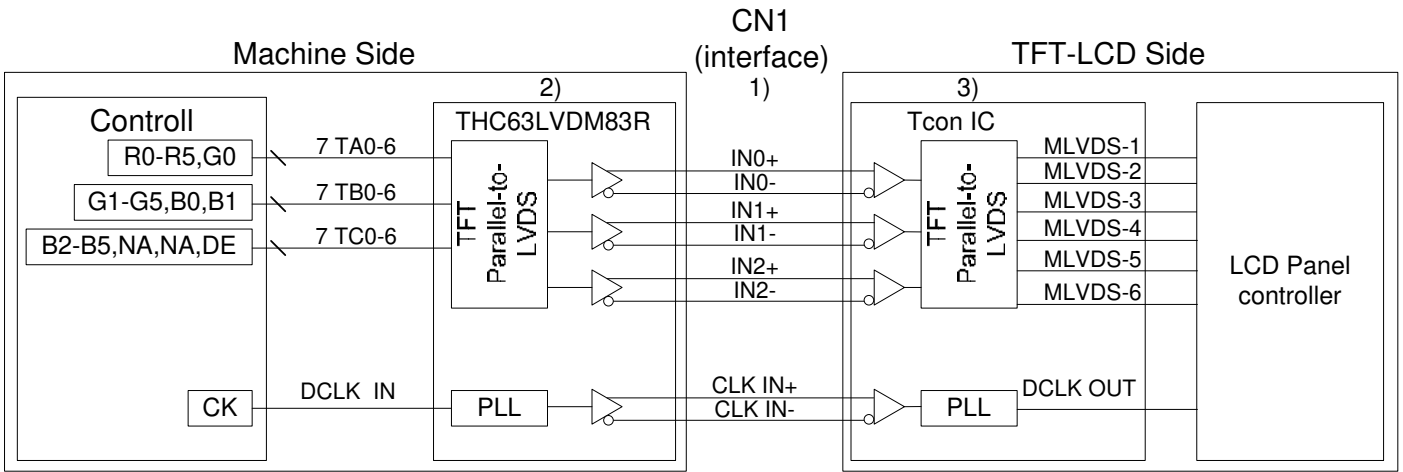 CN1
(interface)
1)
Machine Side
TFT-LCD Side
Controll
R0-R5,G0
G1-G5,B0,B1
B2-B5,NA,NA,DE
CK
7 TA0-6
7 TB0-6
7 TC0-6
DCLK IN
2)
THC63LVDM83R
TFT
Parallel-to-
LVDS
PLL
IN0+
IN0-
IN1+
IN1-
IN2+
IN2-
CLK IN+
CLK IN-
3)
Tcon IC
TFT
Parallel-to-
LVDS
PLL
MLVDS-1
MLVDS-2
MLVDS-3
MLVDS-4
MLVDS-5
MLVDS-6
DCLK OUT
LCD Panel
controller